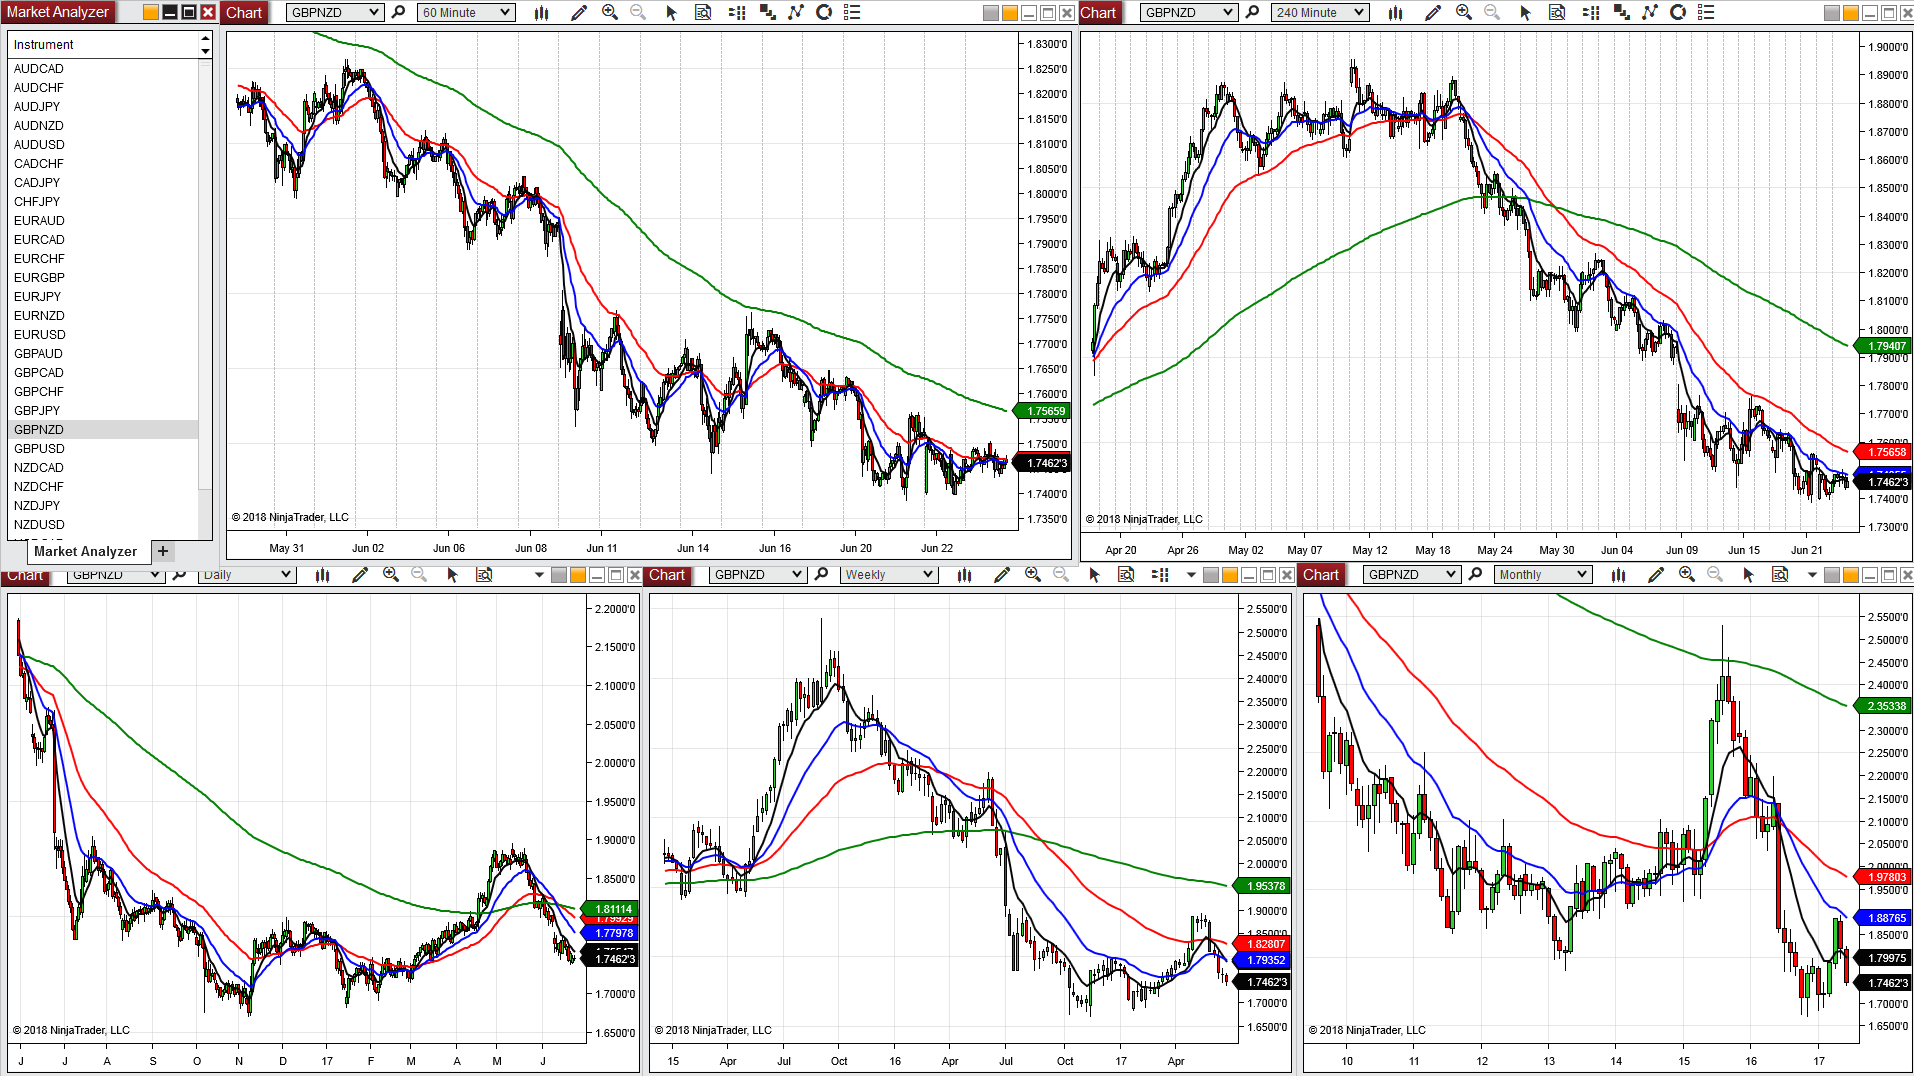 Market Analyzer
Instrument
AUDCAD
AUDCHF
AUDJPY
AUDNZD
AUDUSD
CADCHF
CADJPY
CHFJPY
EURAUD
EURCAD
EURCHF
EURGBP
EURJPY
EURNZD
EURUSD
GBPAUD
GBPCAD
GBPCHF
GBPJPY
GBPNZD
GBPUSD
NZDCAD
NZDCHF
NZDJPY
NZDUSD
Market Analyzer +
Chart GBPNZD 60 Minute
1.8300'0
1.8250'0
1.8200'0
1.8150'0
1.8100'0
1.8050'0
1.8000'0
1.7950'0
1.7900'0
1.7850'0
1.7800'0
1.7750'0
1.7700'0
1.7650'0
1.7600'0
1.75659
1.7500'0
1.7462'3
1.7400'0
1.7350'0
© 2018 NinjaTrader, LLC
May 31 Jun 02 Jun 06 Jun 08 Jun 11 Jun 14 Jun 16 Jun 20 Jun 22
Chart GBPNZD 240 Minute
1.9000'0
1.8900'0
1.8800'0
1.8700'0
1.8600'0
1.8500'0
1.8400'0
1.8300'0
1.8200'0
1.8100'0
1.8000'0
1.79407
1.7900'0
1.7800'0
1.7700'0
1.75658
1.7462'3
1.7400'0
1.7300'0
© 2018 NinjaTrader, LLC
Apr 20 Apr 26 May 02 May 07 May 12 May 18 May 24 May 30 Jun 04 Jun 09 Jun 15 Jun 21
Chart GBPNZD Daily
2.2000'0
2.1500'0
2.1000'0
2.0500'0
2.0000'0
1.9500'0
1.9000'0
1.8500'0
1.81114
1.77978
1.7462'3
1.7000'0
1.6500'0
© 2018 NinjaTrader, LLC
J J A S O N D 17 F M A M J
Chart GBPNZD Weekly
2.5500'0
2.5000'0
2.4500'0
2.4000'0
2.3500'0
2.3000'0
2.2500'0
2.2000'0
2.1500'0
2.1000'0
2.0500'0
2.0000'0
1.95378
1.9000'0
1.8500'0
1.82807
1.79352
1.7462'3
1.7000'0
1.6500'0
© 2018 NinjaTrader, LLC
15 Apr Jul Oct 16 Apr Jul Oct 17 Apr
Chart GBPNZD Monthly
2.5500'0
2.5000'0
2.4500'0
2.4000'0
2.35338
2.3000'0
2.2500'0
2.2000'0
2.1500'0
2.1000'0
2.0500'0
2.0000'0
1.97803
1.9500'0
1.88765
1.8500'0
1.79975
1.7462'3
1.7000'0
1.6500'0
© 2018 NinjaTrader, LLC
10 11 12 13 14 15 16 17